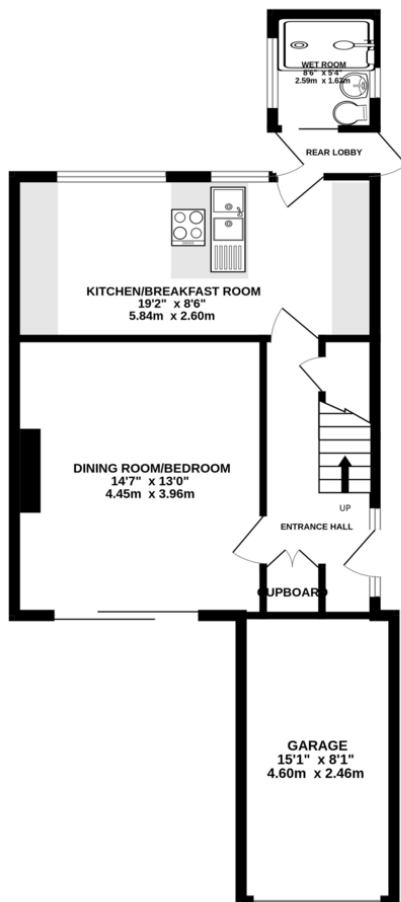 WET ROOM
8'6" x 5'4"
2.59m x 1.63m
REAR LOBBY
KITCHEN/BREAKFAST ROOM
19'2" x 8'6"
5.84m x 2.60m
DINING ROOM/BEDROOM
14'7" x 13'0"
4.45m x 3.96m
UP
ENTRANCE HALL
CUPBOARD
GARAGE
15'1" x 8'1"
4.60m x 2.46m